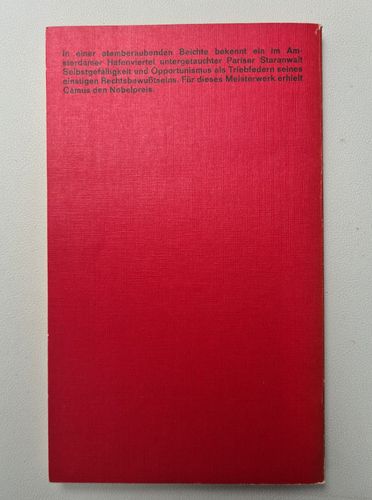 In einer atemberaubenden Beichte bekennt ein im Am-
sterdamer Hafenviertel untergetauchter Pariser Staranwalt
Selbstgefälligkeit und Opportunismus als Triebfedern seines
einstigen Rechtsbewußtseins. Für dieses Meisterwerk erhielt
Camus den Nobelpreis.